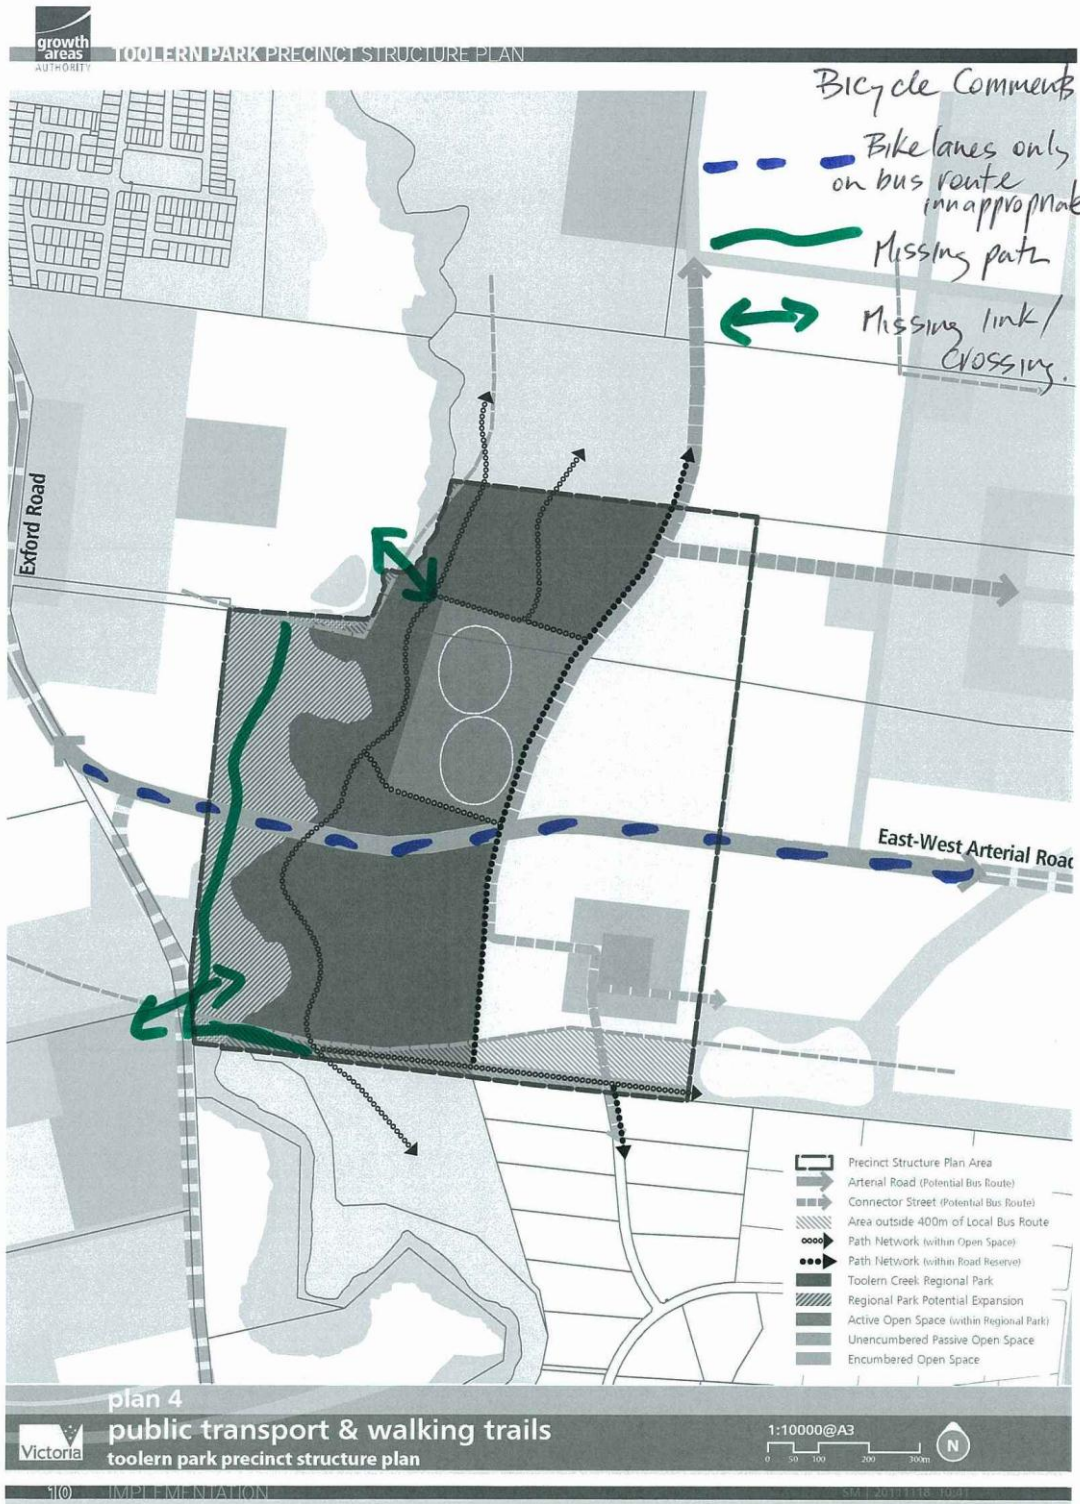 growth
areas
AUTHORITY
TOOLERN PARK PRECINCT STRUCTURE PLAN
Bicycle Comments
Bike lanes only
on bus route
innappropriate
Missing path
Missing link/
Crossing.
Exford Road
East-West Arterial Road
Precinct Structure Plan Area
Arterial Road (Potential Bus Route)
Connector Street (Potential Bus Route)
Area outside 400m of Local Bus Route
Path Network (within Open Space)
Path Network (within Road Reserve)
Toolern Creek Regional Park
Regional Park Potential Expansion
Active Open Space (within Regional Park)
Unencumbered Passive Open Space
Encumbered Open Space
plan 4
public transport & walking trails
toolern park precinct structure plan
Victoria
1:10000@A3
0 50 100 200 300m
N
10 IMPLEMENTATION